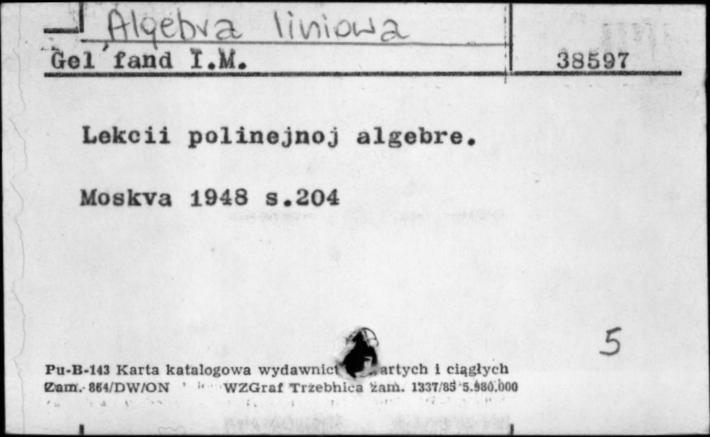 Algebra liniowa
Gel'fand I.M. 38597
Lekcii polinejnoj algebre.
Moskva 1948 s.204
5
Pu-B-143 Karta katalogowa wydawnict artych i ciągłych
Zam. 864/DW/ON WZGraf Trzebnica zam. 1337/85 5.980.000